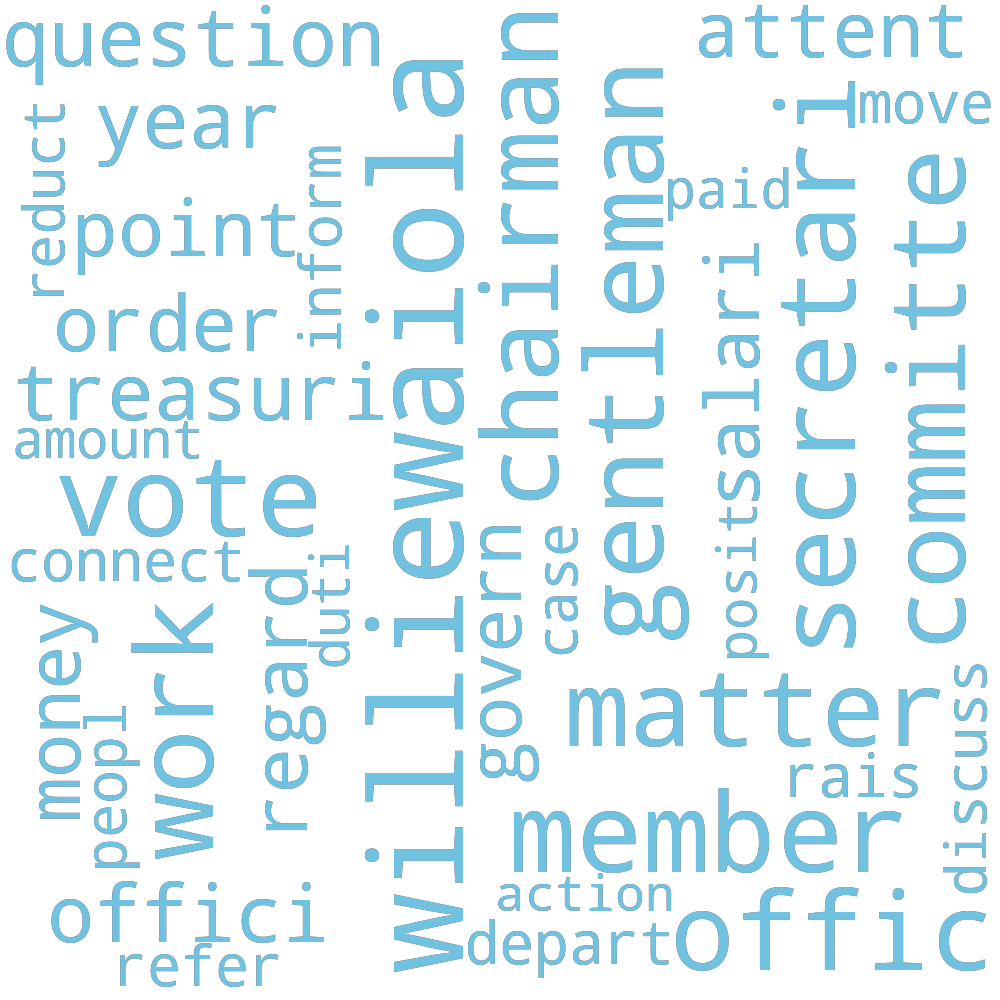 question
attent
year
move
reduct
inform
point
paid
order
treasuri
amount
vote
connect
williewaiola
chairman
gentleman
secretari
committe
salari
posit
govern
case
duti
regard
work
money
peopl
matter
rais
discuss
member
action
offici
refer
depart
offic